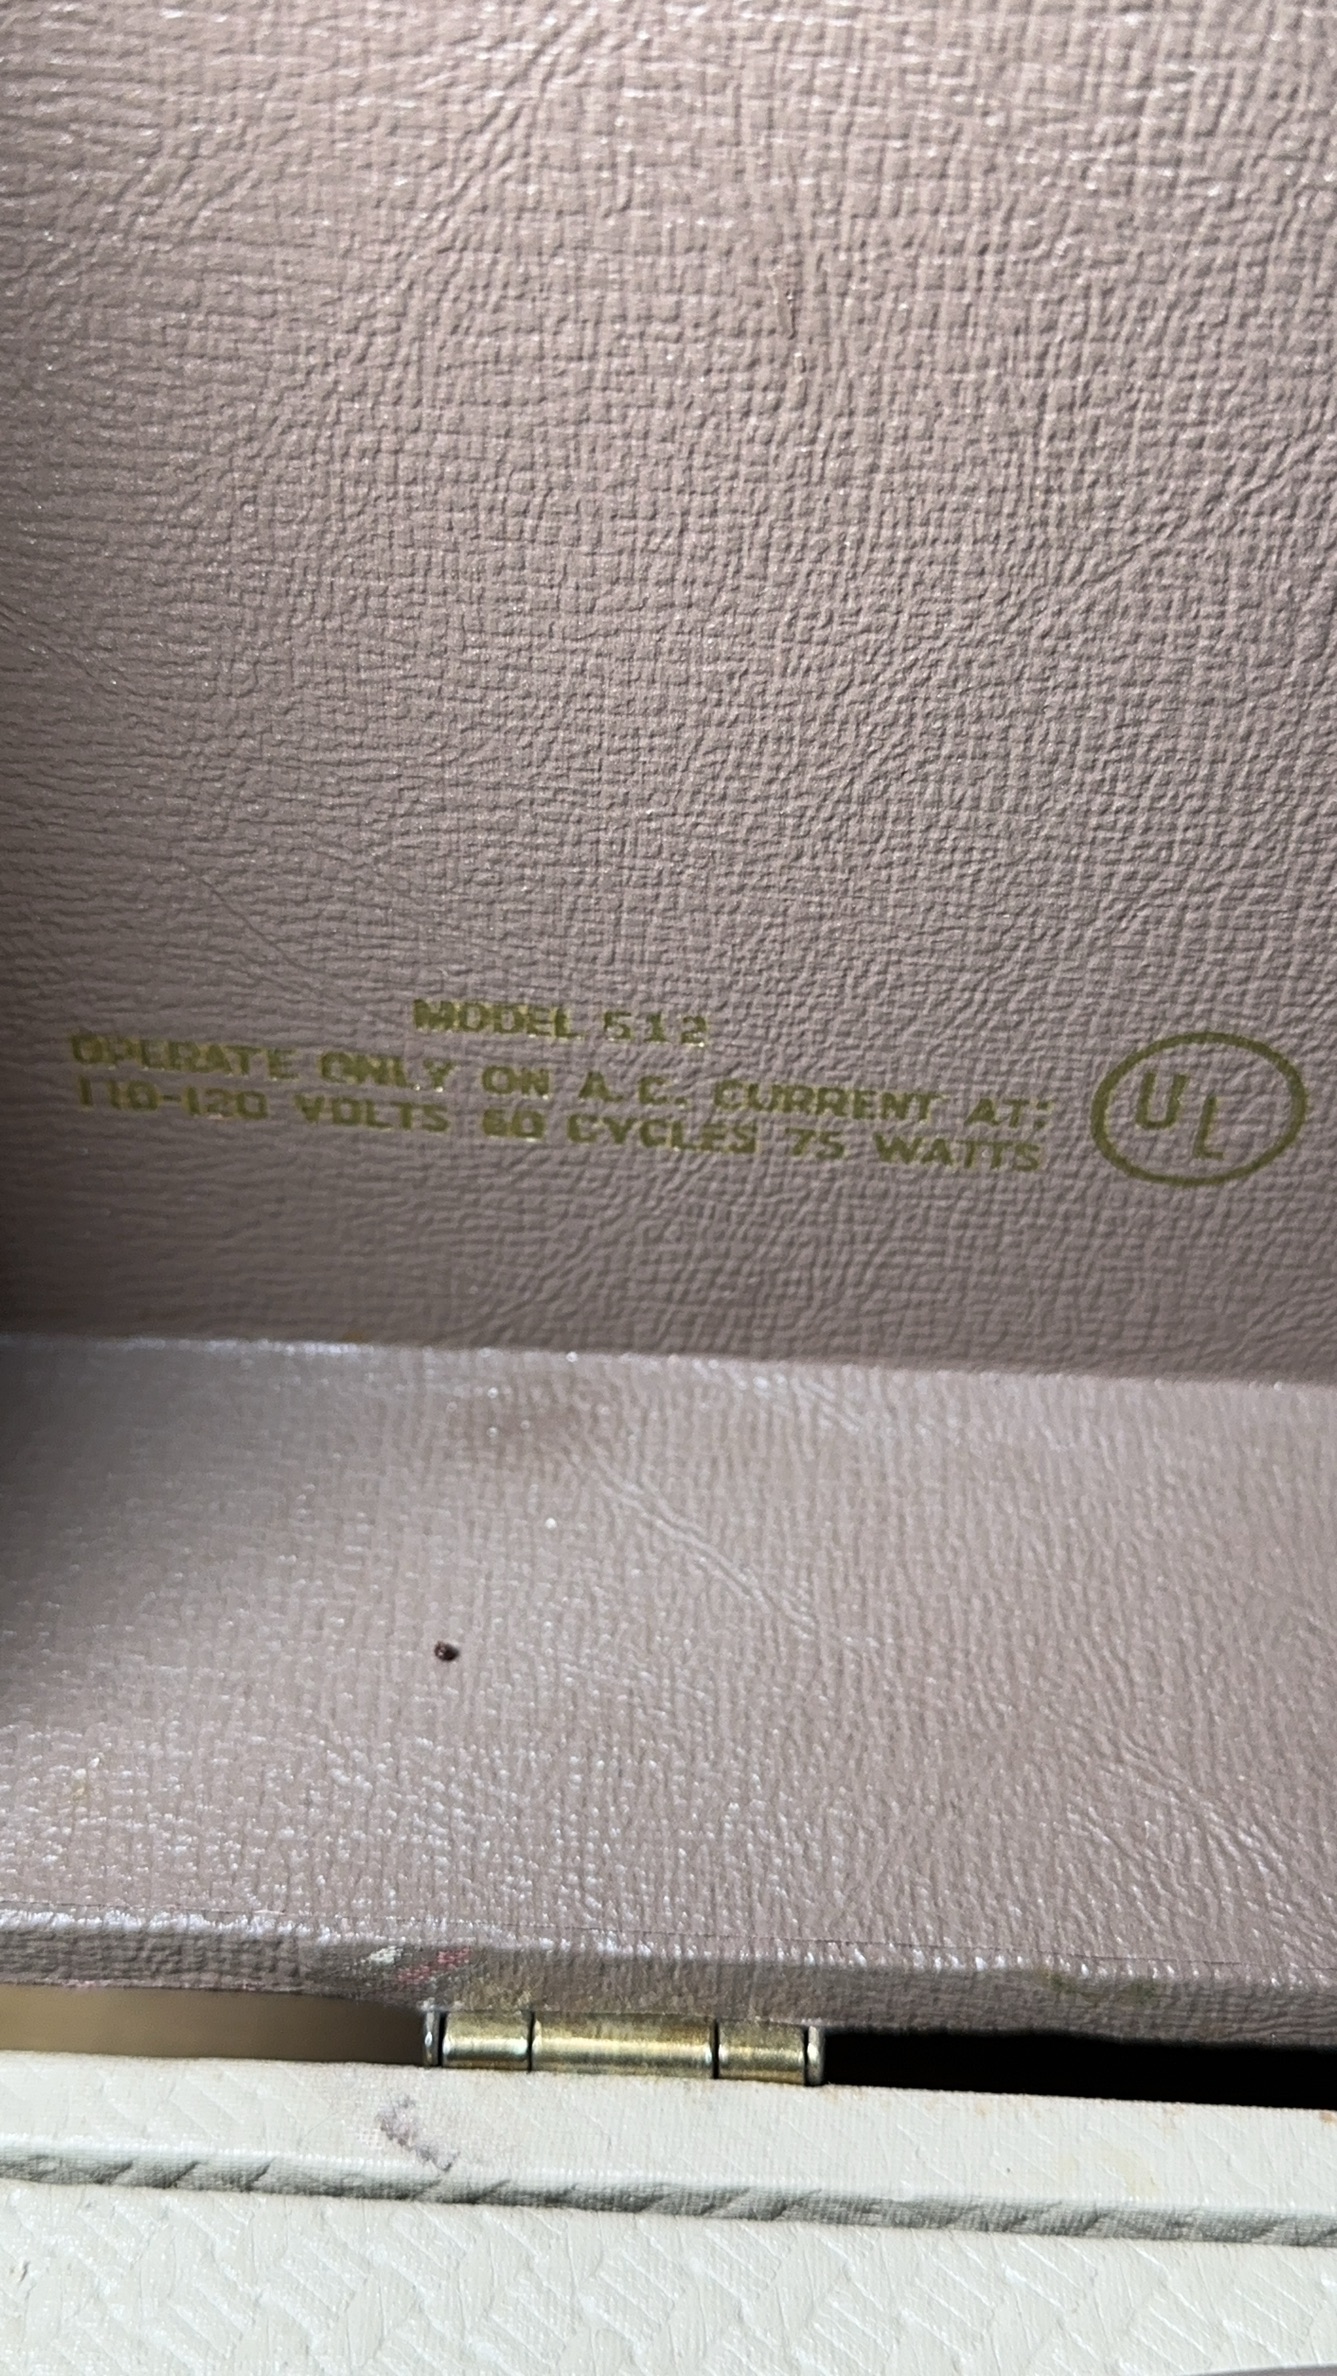 MODEL 512
OPERATE ONLY ON A.C. CURRENT AT:
110-120 VOLTS 60 CYCLES 75 WATTS
UL